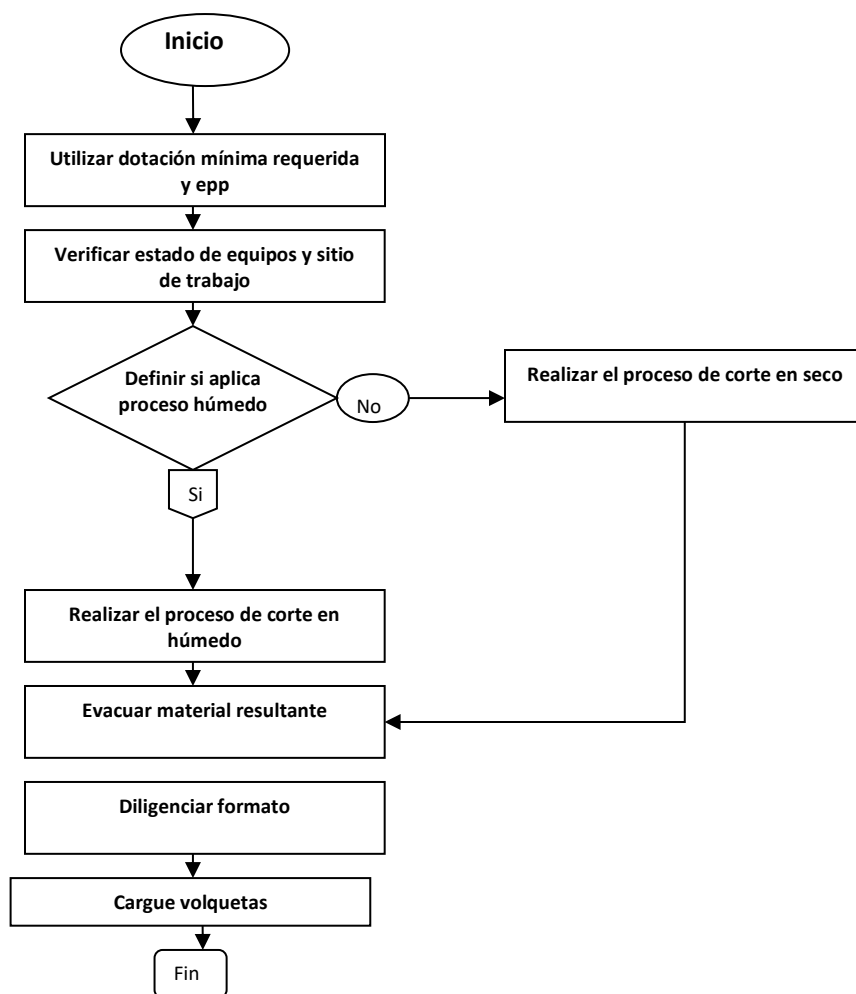 Inicio
Utilizar dotación mínima requerida
y epp
Verificar estado de equipos y sitio
de trabajo
Definir si aplica
proceso húmedo
No
Realizar el proceso de corte en seco
Si
Realizar el proceso de corte en
húmedo
Evacuar material resultante
Diligenciar formato
Cargue volquetas
Fin